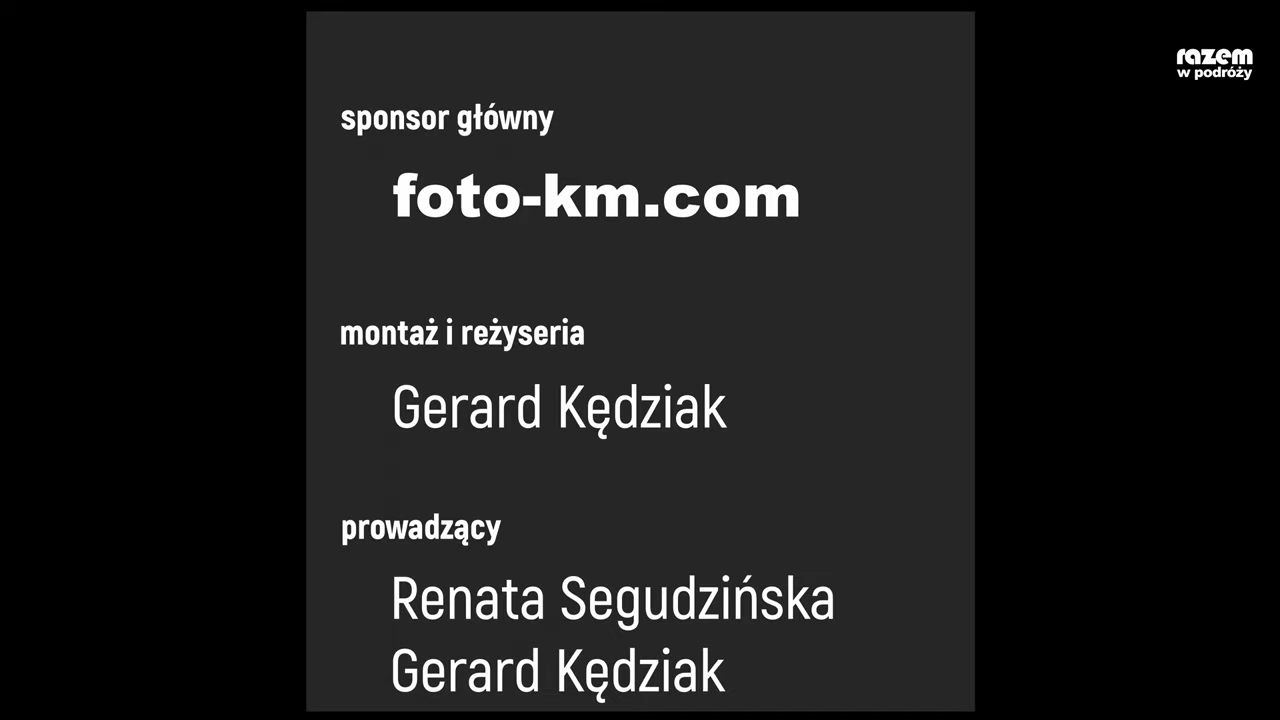 razem
w podróży
sponsor główny
foto-km.com
montaż i reżyseria
Gerard Kędziak
prowadzący
Renata Segudzińska
Gerard Kędziak